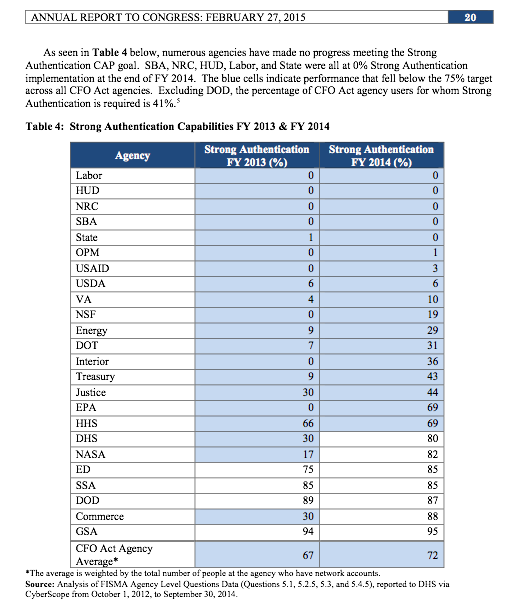 ANNUAL REPORT TO CONGRESS: FEBRUARY 27, 2015 20
As seen in Table 4 below, numerous agencies have made no progress meeting the Strong
Authentication CAP goal. SBA, NRC, HUD, Labor, and State were all at 0% Strong Authentication
implementation at the end of FY 2014. The blue cells indicate performance that fell below the 75% target
across all CFO Act agencies. Excluding DOD, the percentage of CFO Act agency users for whom Strong
Authentication is required is 41%.5
Table 4: Strong Authentication Capabilities FY 2013 & FY 2014
Agency Strong Authentication FY 2013 (%) Strong Authentication FY 2014 (%)
Labor 0 0
HUD 0 0
NRC 0 0
SBA 0 0
State 1 0
OPM 0 1
USAID 0 3
USDA 6 6
VA 4 10
NSF 0 19
Energy 9 29
DOT 7 31
Interior 0 36
Treasury 9 43
Justice 30 44
EPA 0 69
HHS 66 69
DHS 30 80
NASA 17 82
ED 75 85
SSA 85 85
DOD 89 87
Commerce 30 88
GSA 94 95
CFO Act Agency
Average* 67 72
*The average is weighted by the total number of people at the agency who have network accounts.
Source: Analysis of FISMA Agency Level Questions Data (Questions 5.1, 5.2.5, 5.3, and 5.4.5), reported to DHS via
CyberScope from October 1, 2012, to September 30, 2014.